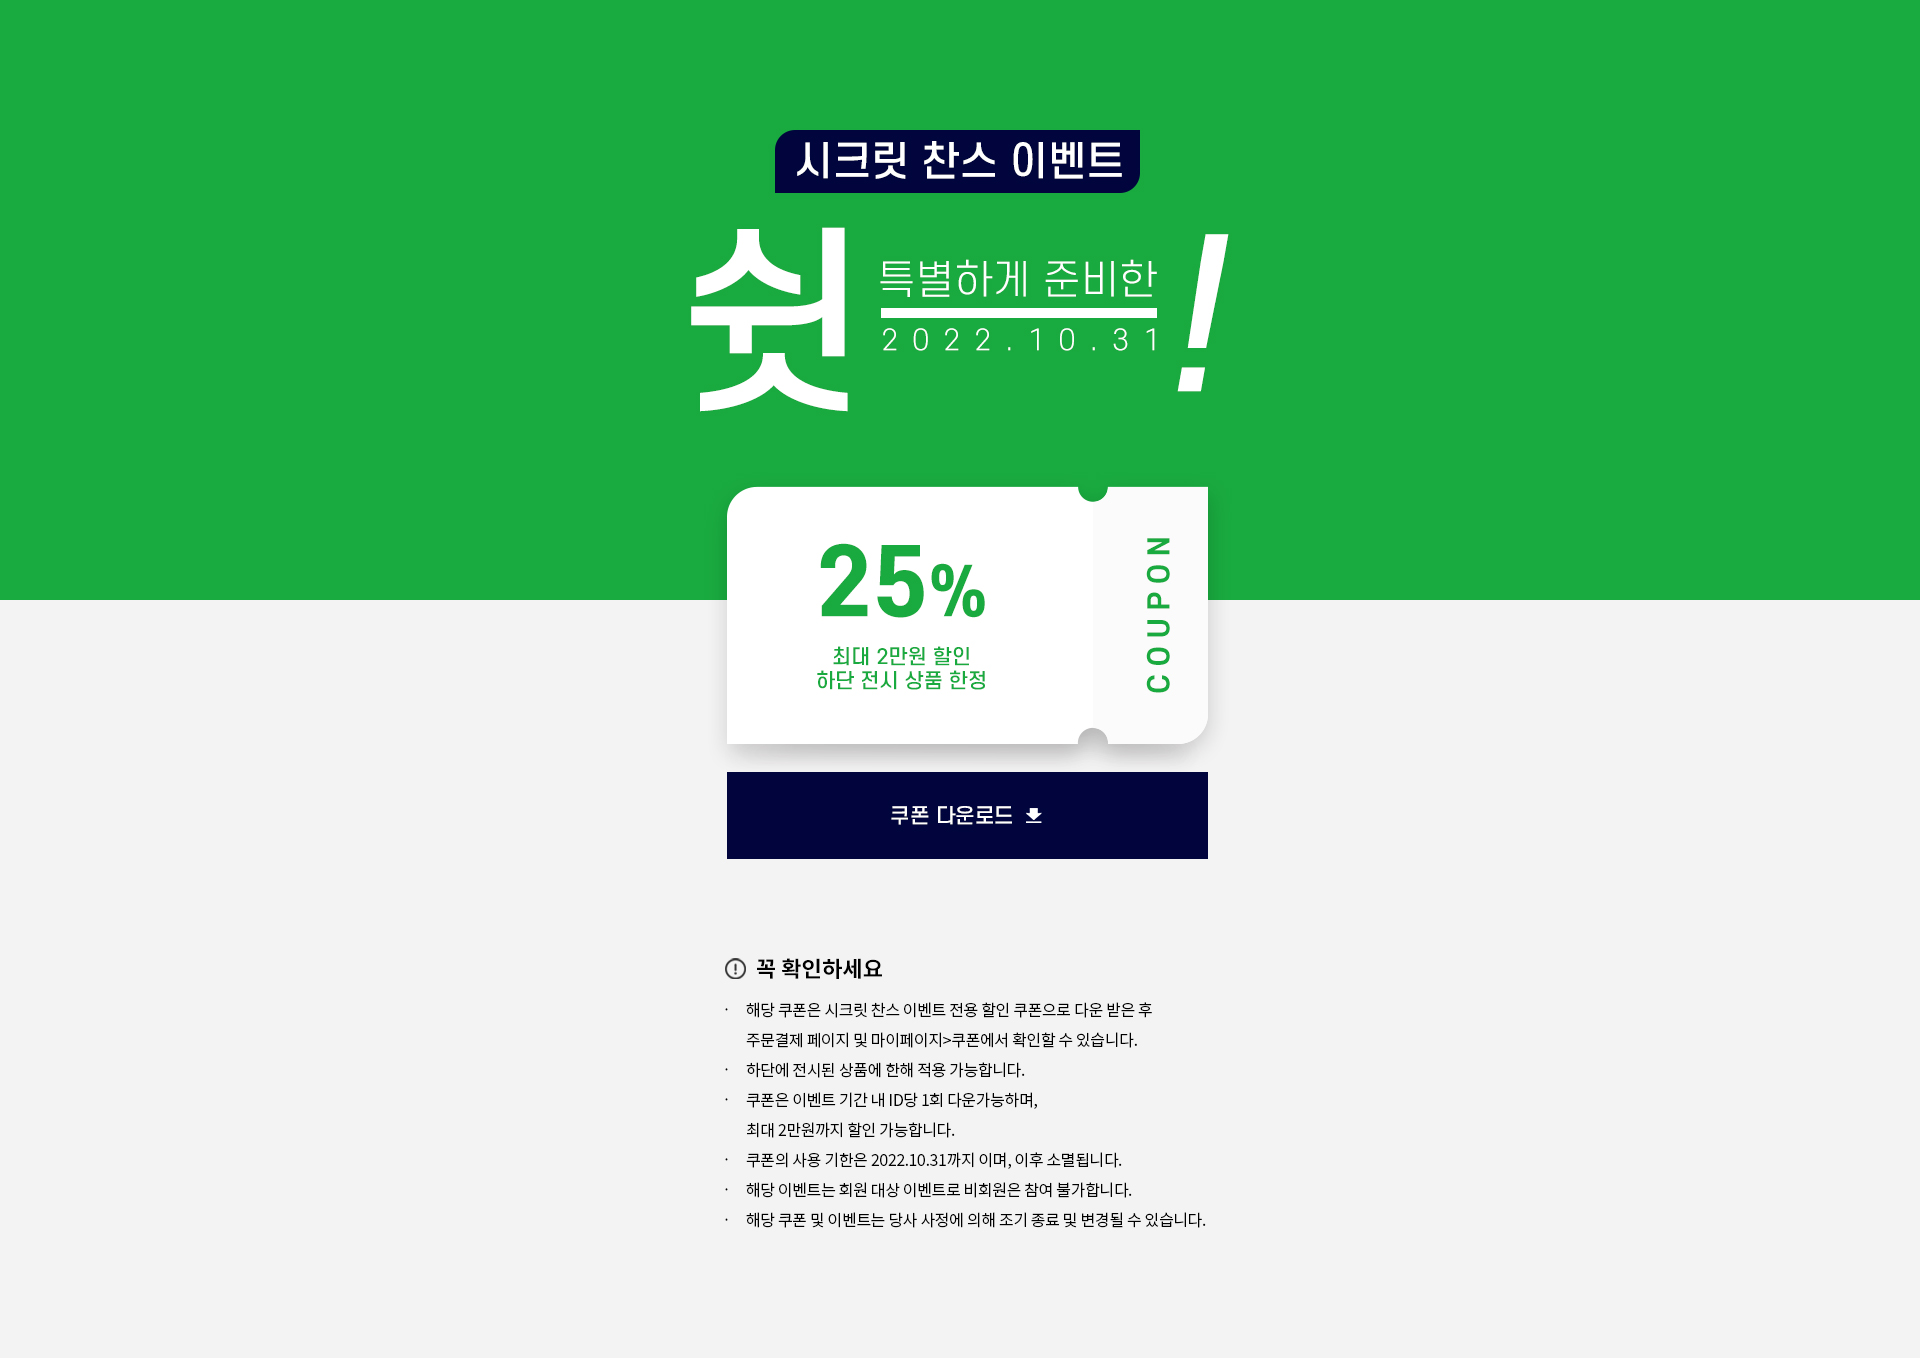 시크릿 찬스 이벤트
쉿
특별하게 준비한
2022.10.31
!
25%
최대 2만원 할인
하단 전시 상품 한정
COUPON
쿠폰 다운로드
꼭 확인하세요
· 해당 쿠폰은 시크릿 찬스 이벤트 전용 할인 쿠폰으로 다운 받은 후
주문결제 페이지 및 마이페이지>쿠폰에서 확인할 수 있습니다.
· 하단에 전시된 상품에 한해 적용 가능합니다.
· 쿠폰은 이벤트 기간 내 ID당 1회 다운가능하며,
최대 2만원까지 할인 가능합니다.
· 쿠폰의 사용 기한은 2022.10.31까지 이며, 이후 소멸됩니다.
· 해당 이벤트는 회원 대상 이벤트로 비회원은 참여 불가합니다.
· 해당 쿠폰 및 이벤트는 당사 사정에 의해 조기 종료 및 변경될 수 있습니다.